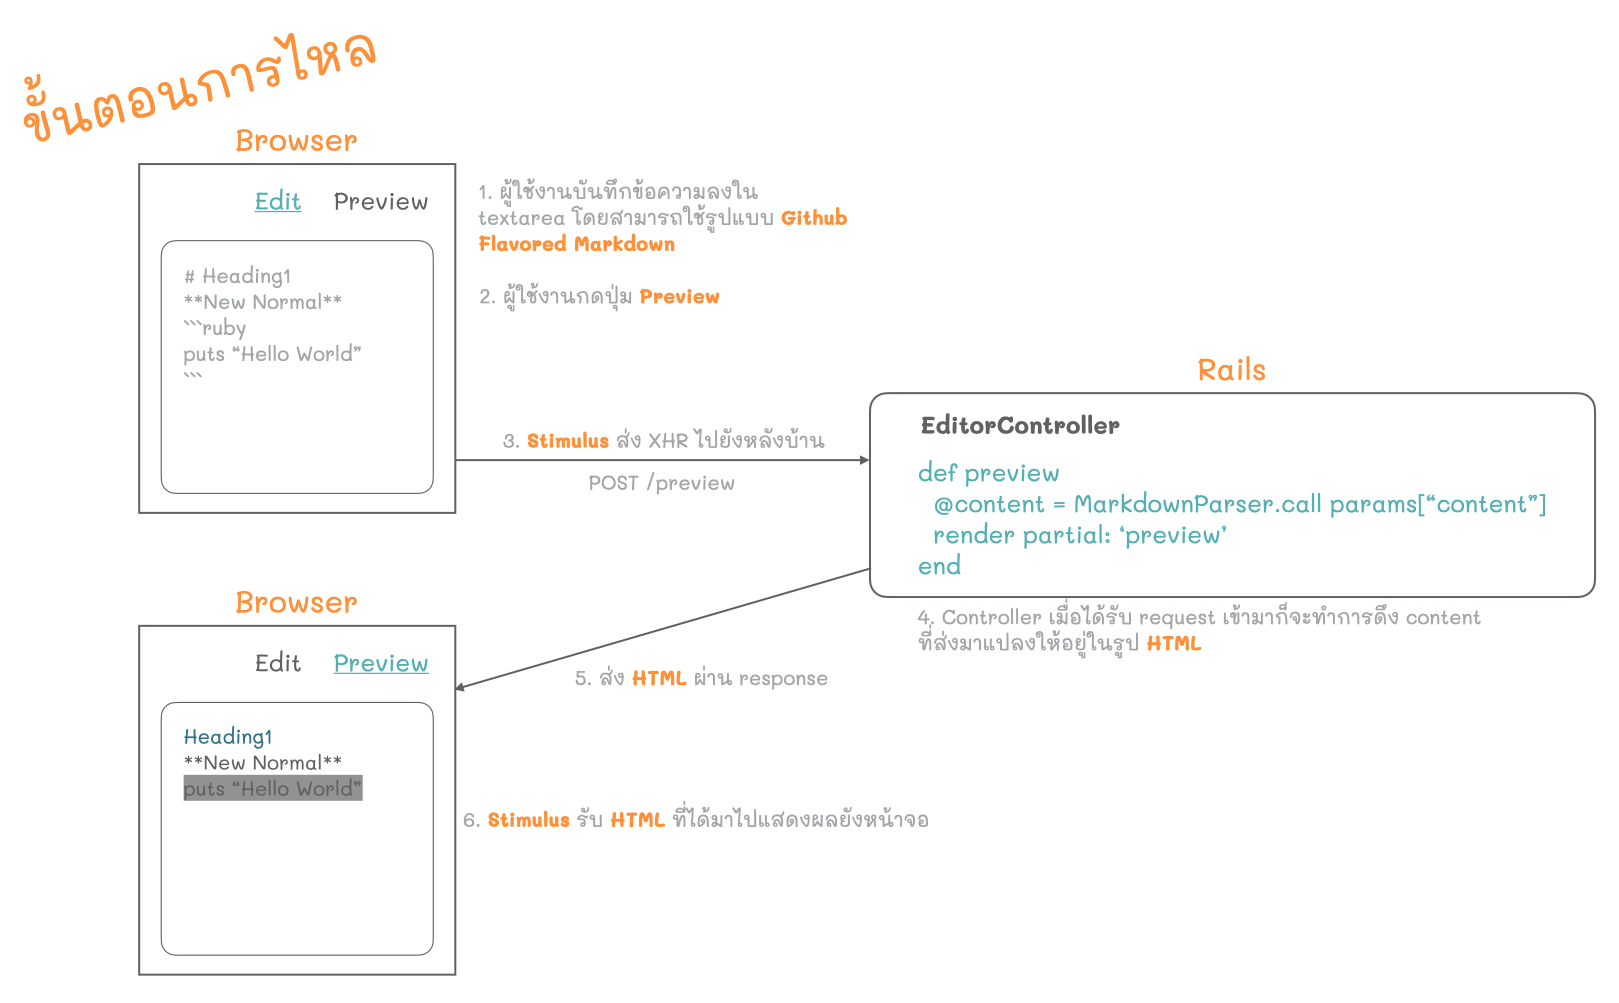 ขั้นตอนการไหล
Browser
Edit Preview
# Heading1
**New Normal**
```ruby
puts “Hello World”
```
1. ผู้ใช้งานบันทึกข้อความลงใน
textarea โดยสามารถใช้รูปแบบ Github
Flavored Markdown
2. ผู้ใช้งานกดปุ่ม Preview
3. Stimulus ส่ง XHR ไปยังหลังบ้าน
POST /preview
Rails
EditorController
def preview
@content = MarkdownParser.call params[“content”]
render partial: ‘preview’
end
4. Controller เมื่อได้รับ request เข้ามาก็จะทำการดึง content
ที่ส่งมาแปลงให้อยู่ในรูป HTML
5. ส่ง HTML ผ่าน response
Browser
Edit Preview
Heading1
**New Normal**
puts “Hello World”
6. Stimulus รับ HTML ที่ได้มาไปแสดงผลยังหน้าจอ